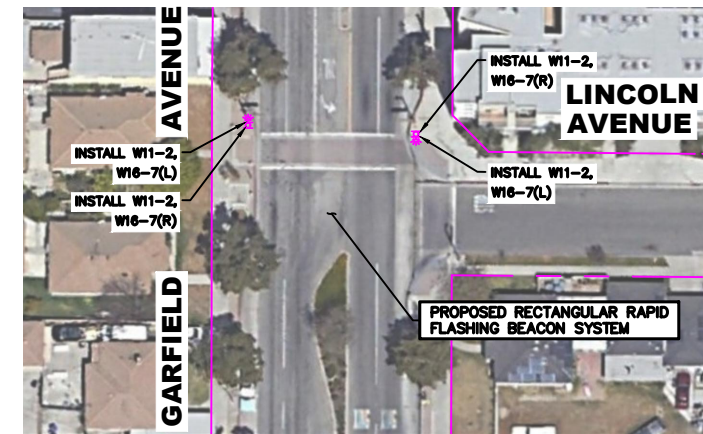 AVENUE
INSTALL W11-2,
W16-7(R)
LINCOLN
AVENUE
INSTALL W11-2,
W16-7(L)
INSTALL W11-2,
W16-7(R)
INSTALL W11-2,
W16-7(L)
GARFIELD
PROPOSED RECTANGULAR RAPID
FLASHING BEACON SYSTEM